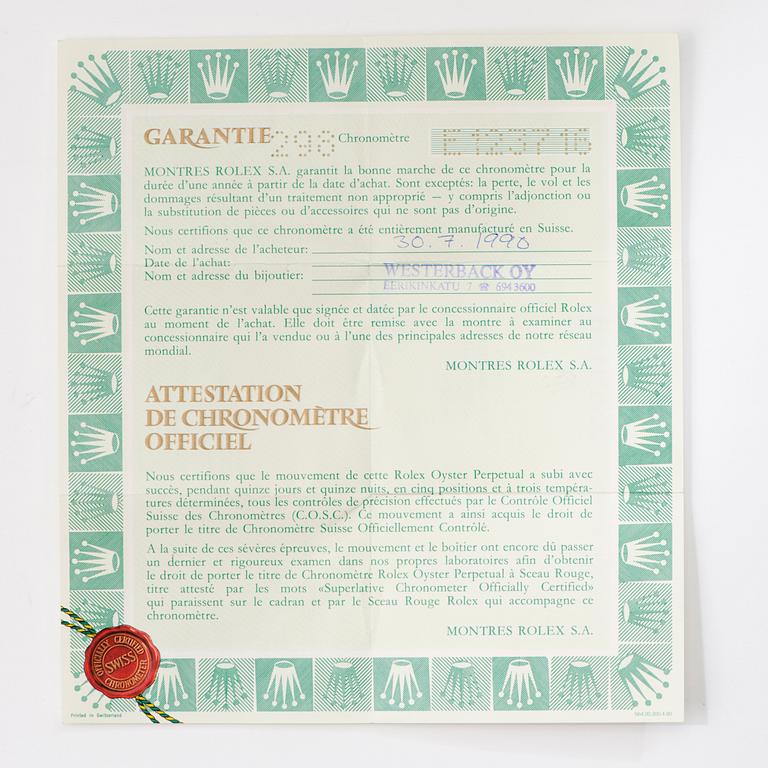 GARANTIE 298 Chronomètre E123716
MONTRES ROLEX S.A. garantit la bonne marche de ce chronomètre pour la
durée d'une année à partir de la date d'achat. Sont exceptés: la perte, le vol et les
dommages résultant d'un traitement non approprié – y compris l'adjonction ou
la substitution de pièces ou d'accessoires qui ne sont pas d'origine.
Nous certifions que ce chronomètre a été entièrement manufacturé en Suisse.
30.7.1990
Nom et adresse de l'acheteur:
Date de l'achat:
WESTERBACK OY
Nom et adresse du bijoutier:
EERIKINKATU 7 ☎ 6943600
Cette garantie n'est valable que signée et datée par le concessionnaire officiel Rolex
au moment de l'achat. Elle doit être remise avec la montre à examiner au
concessionnaire qui l'a vendue ou à l'une des principales adresses de notre réseau
mondial.
MONTRES ROLEX S.A.
ATTESTATION
DE CHRONOMÈTRE
OFFICIEL
Nous certifions que le mouvement de cette Rolex Oyster Perpetual a subi avec
succès, pendant quinze jours et quinze nuits, en cinq positions et à trois tempéra-
tures déterminées, tous les contrôles de précision effectués par le Contrôle Officiel
Suisse des Chronomètres (C.O.S.C.). Ce mouvement a ainsi acquis le droit de
porter le titre de Chronomètre Suisse Officiellement Contrôlé.
A la suite de ces sévères épreuves, le mouvement et le boîtier ont encore dû passer
un dernier et rigoureux examen dans nos propres laboratoires afin d'obtenir
le droit de porter le titre de Chronomètre Rolex Oyster Perpetual à Sceau Rouge,
titre attesté par les mots «Superlative Chronometer Officially Certified»
qui paraissent sur le cadran et par le Sceau Rouge Rolex qui accompagne ce
chronomètre.
MONTRES ROLEX S.A.
OFFICIALLY CERTIFIED
SWISS
CHRONOMETER
Printed in Switzerland